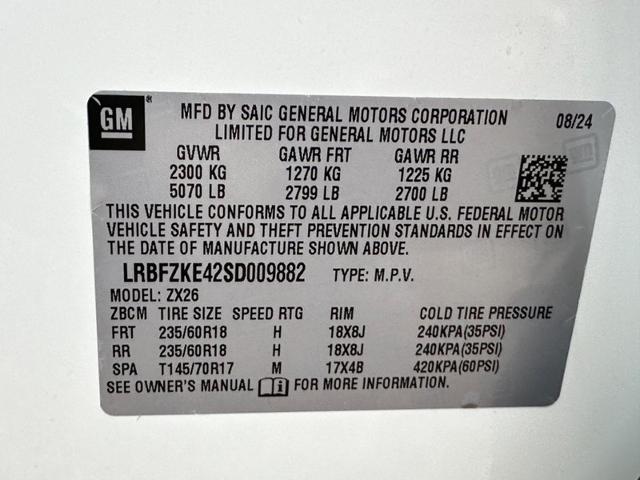 GM ®
MFD BY SAIC GENERAL MOTORS CORPORATION
LIMITED FOR GENERAL MOTORS LLC
08/24
GVWR GAWR FRT GAWR RR
2300 KG 1270 KG 1225 KG
5070 LB 2799 LB 2700 LB
THIS VEHICLE CONFORMS TO ALL APPLICABLE U.S. FEDERAL MOTOR
VEHICLE SAFETY AND THEFT PREVENTION STANDARDS IN EFFECT ON
THE DATE OF MANUFACTURE SHOWN ABOVE.
LRBFZKE42SD009882 TYPE: M.P.V.
MODEL: ZX26
ZBCM TIRE SIZE SPEED RTG RIM COLD TIRE PRESSURE
FRT 235/60R18 H 18X8J 240KPA(35PSI)
RR 235/60R18 H 18X8J 240KPA(35PSI)
SPA T145/70R17 M 17X4B 420KPA(60PSI)
SEE OWNER'S MANUAL FOR MORE INFORMATION.